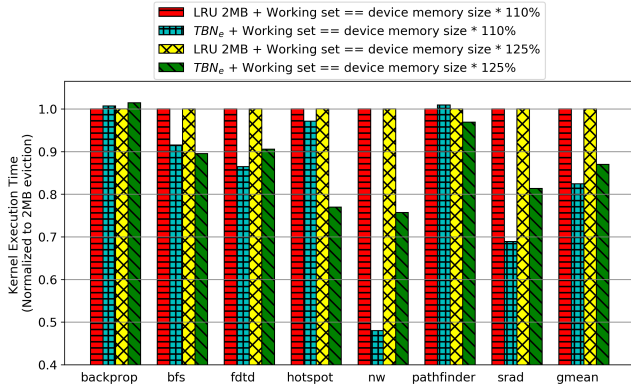 LRU 2MB + Working set == device memory size * 110%
TBNe + Working set == device memory size * 110%
LRU 2MB + Working set == device memory size * 125%
TBNe + Working set == device memory size * 125%
Kernel Execution Time
(Normalized to 2MB eviction)
1.0
0.9
0.8
0.7
0.6
0.5
0.4
backprop bfs fdtd hotspot nw pathfinder srad gmean